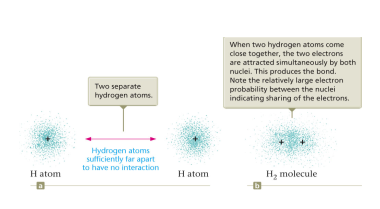 When two hydrogen atoms come
close together, the two electrons
are attracted simultaneously by both
nuclei. This produces the bond.
Note the relatively large electron
probability between the nuclei
indicating sharing of the electrons.
Two separate
hydrogen atoms.
+
+
+ +
Hydrogen atoms
sufficiently far apart
to have no interaction
H atom
H atom
H₂ molecule
a
b